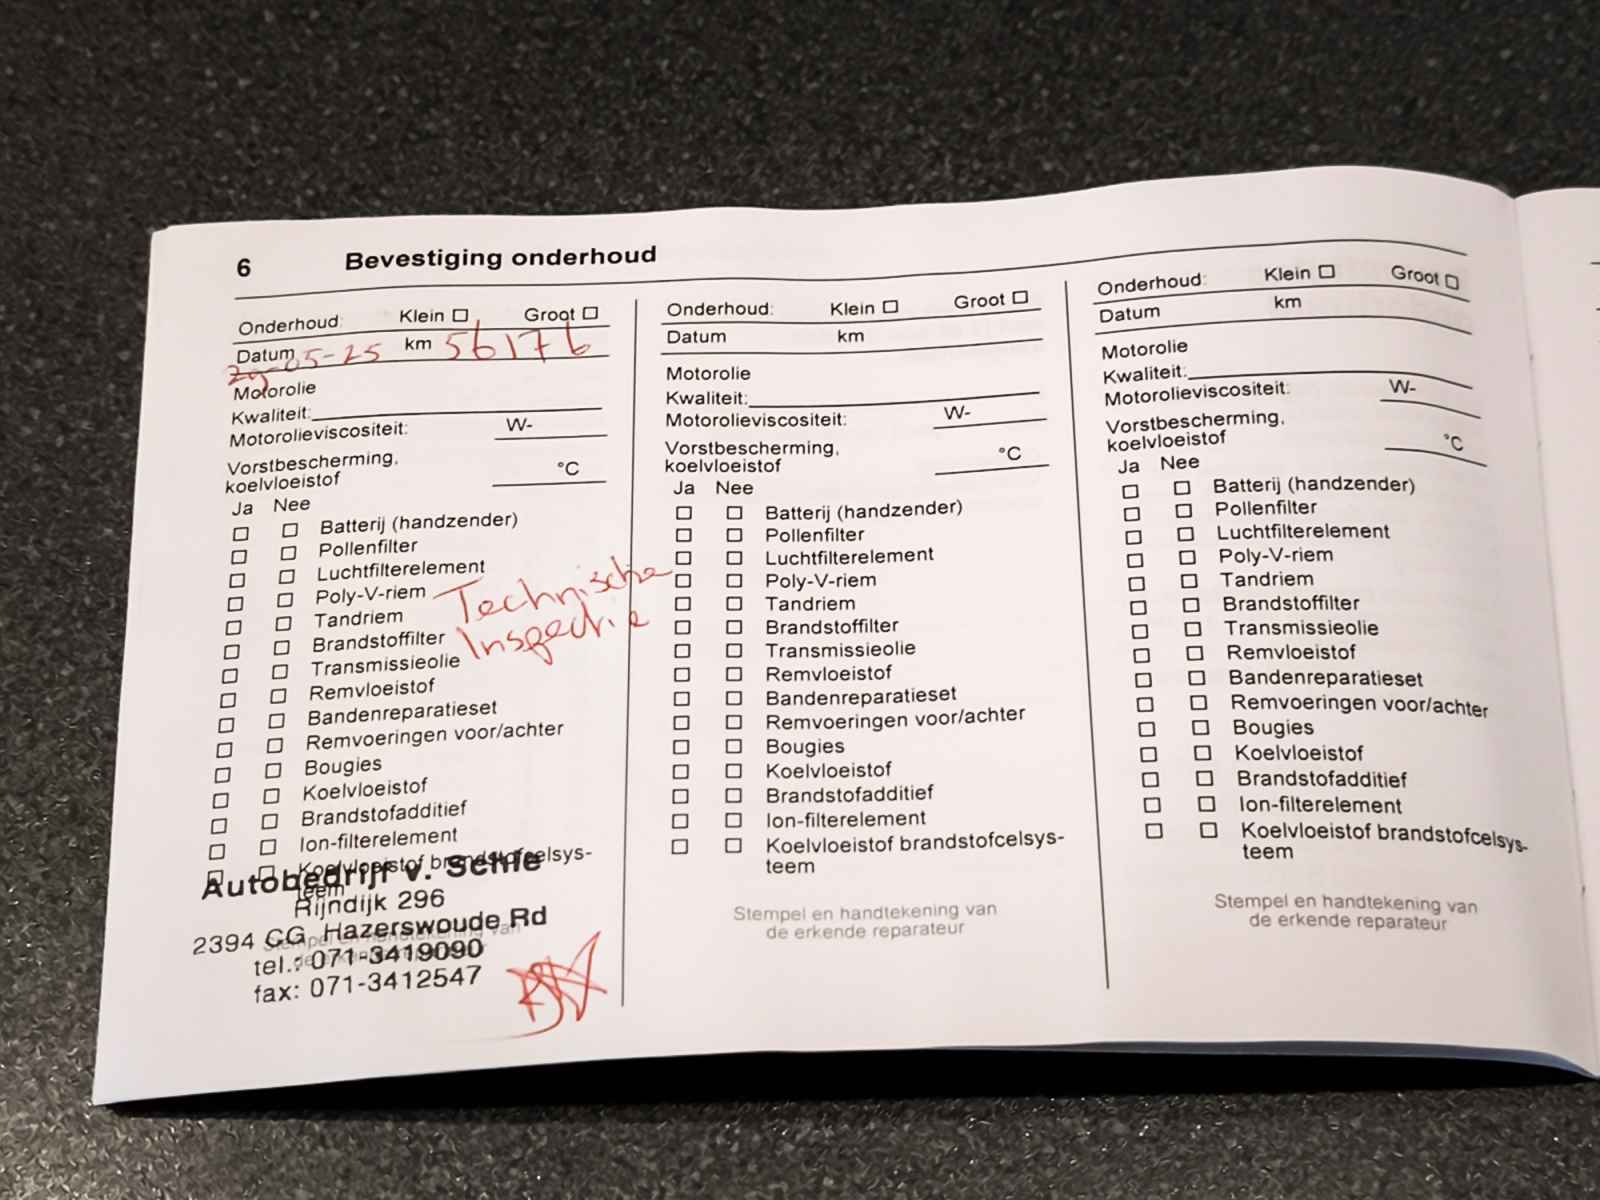 6 Bevestiging onderhoud
Onderhoud: Klein Groot
Datum 29-05-25 km 56176
Motorolie
Kwaliteit:
Motorolieviscositeit: W-
Vorstbescherming,
koelvloeistof °C
Ja Nee
Batterij (handzender)
Pollenfilter
Luchtfilterelement
Poly-V-riem
Tandriem
Brandstoffilter
Transmissieolie
Remvloeistof
Bandenreparatieset
Remvoeringen voor/achter
Bougies
Koelvloeistof
Brandstofadditief
Ion-filterelement
Koelvloeistof brandstofcelsys-
teem
Technische
Inspectie
Stempel en handtekening van
de erkende reparateur
Autobedrijf v. Schie
Rijndijk 296
2394 CG Hazerswoude Rd
tel.: 071-3419090
fax: 071-3412547
Onderhoud: Klein Groot
Datum km
Motorolie
Kwaliteit:
Motorolieviscositeit: W-
Vorstbescherming,
koelvloeistof °C
Ja Nee
Batterij (handzender)
Pollenfilter
Luchtfilterelement
Poly-V-riem
Tandriem
Brandstoffilter
Transmissieolie
Remvloeistof
Bandenreparatieset
Remvoeringen voor/achter
Bougies
Koelvloeistof
Brandstofadditief
Ion-filterelement
Koelvloeistof brandstofcelsys-
teem
Stempel en handtekening van
de erkende reparateur
Onderhoud: Klein Groot
Datum km
Motorolie
Kwaliteit:
Motorolieviscositeit: W-
Vorstbescherming,
koelvloeistof °C
Ja Nee
Batterij (handzender)
Pollenfilter
Luchtfilterelement
Poly-V-riem
Tandriem
Brandstoffilter
Transmissieolie
Remvloeistof
Bandenreparatieset
Remvoeringen voor/achter
Bougies
Koelvloeistof
Brandstofadditief
Ion-filterelement
Koelvloeistof brandstofcelsys-
teem
Stempel en handtekening van
de erkende reparateur